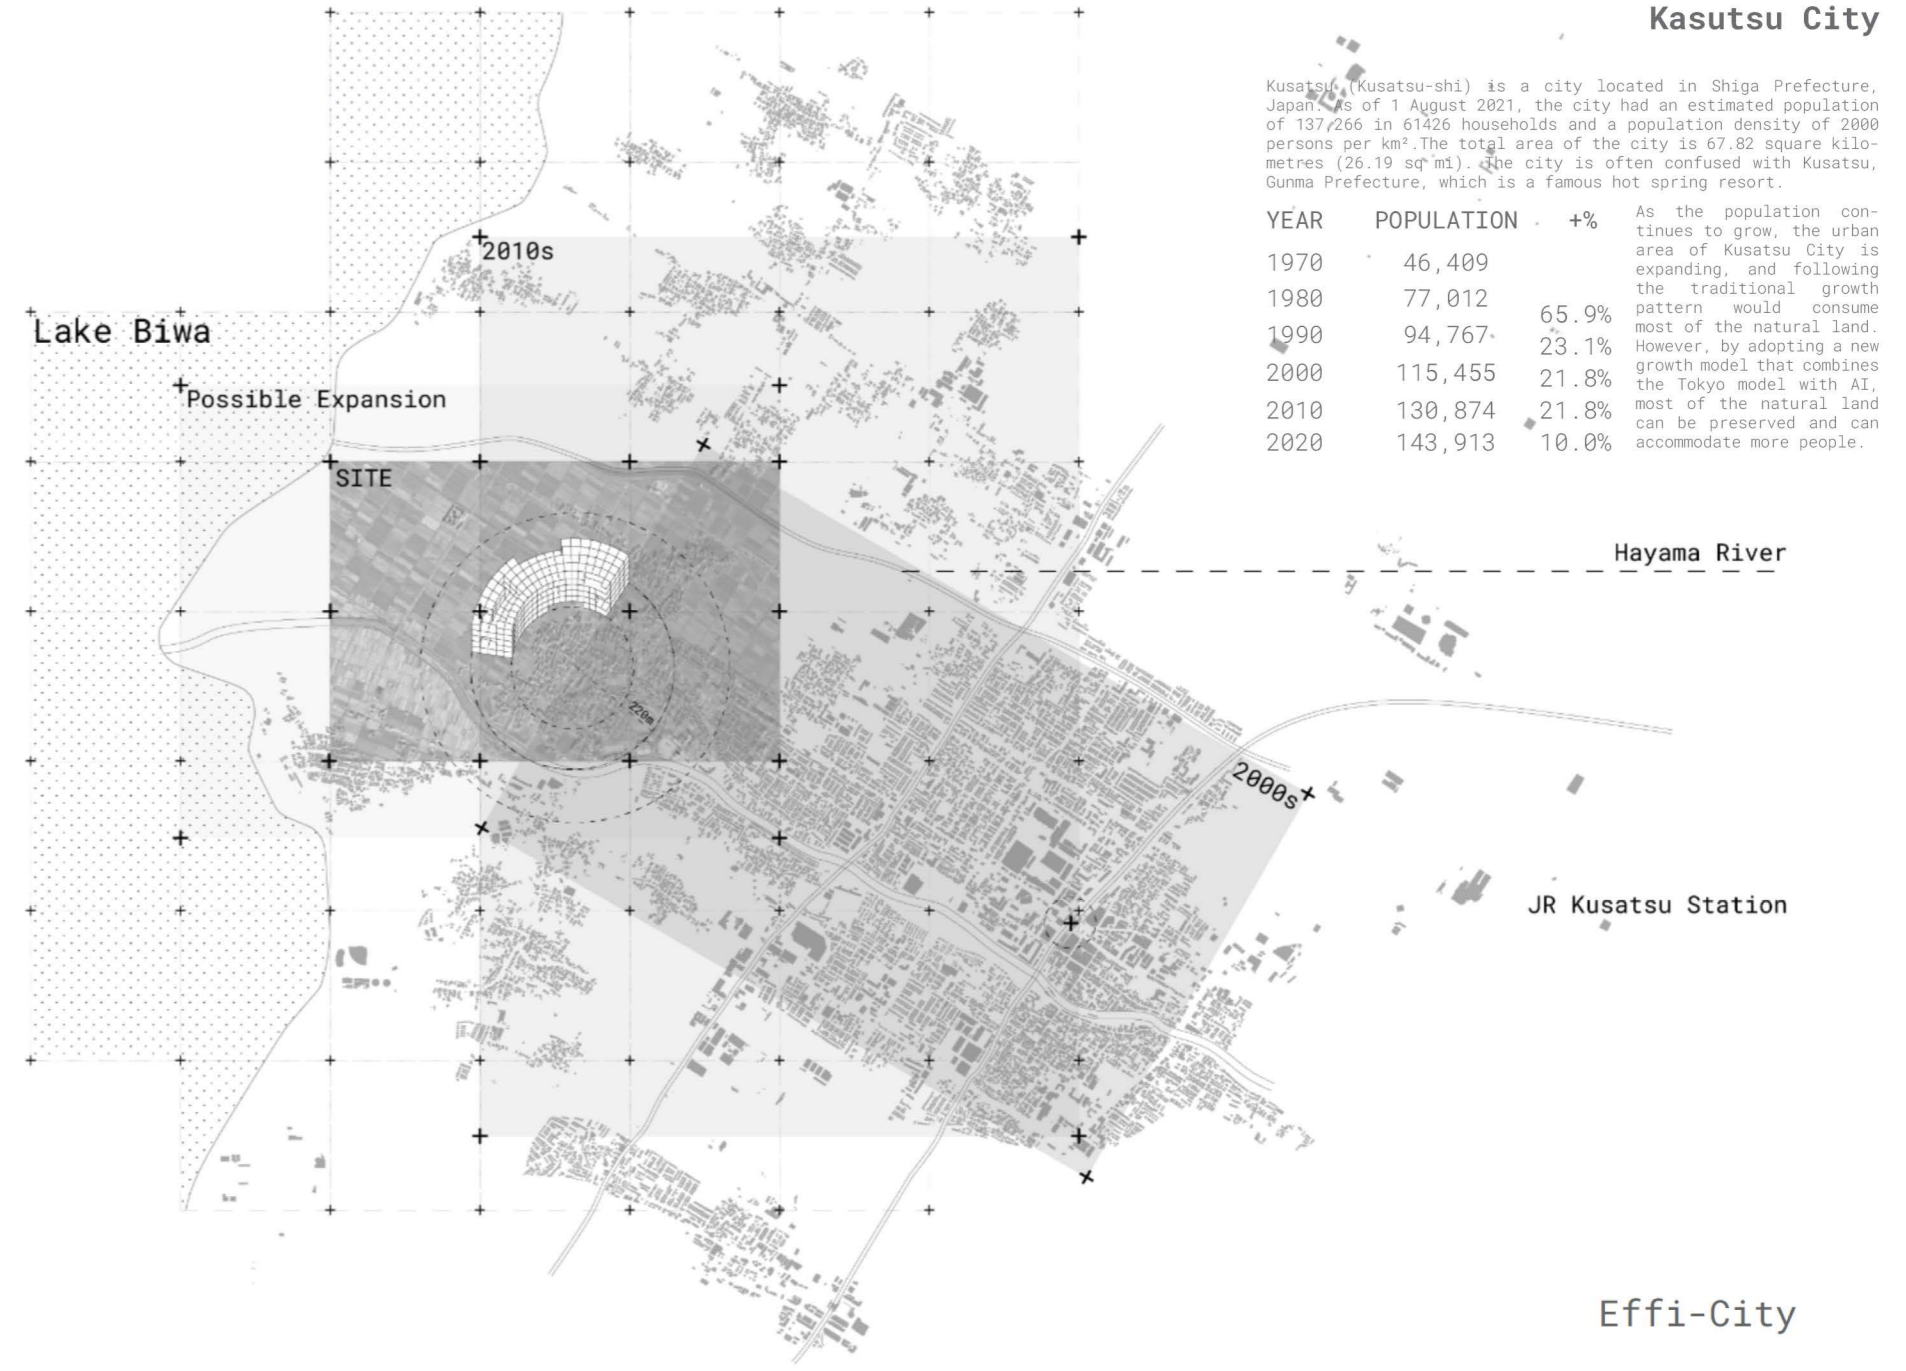 Kasutsu City
Kusatsu (Kusatsu-shi) is a city located in Shiga Prefecture,
Japan. As of 1 August 2021, the city had an estimated population
of 137,266 in 61426 households and a population density of 2000
persons per km².The total area of the city is 67.82 square kilo-
metres (26.19 sq mi). The city is often confused with Kusatsu,
Gunma Prefecture, which is a famous hot spring resort.
YEAR POPULATION +%
1970 46,409
1980 77,012
65.9%
1990 94,767
23.1%
2000 115,455
21.8%
2010 130,874
21.8%
2020 143,913
10.0%
As the population con-
tinues to grow, the urban
area of Kusatsu City is
expanding, and following
the traditional growth
pattern would consume
most of the natural land.
However, by adopting a new
growth model that combines
the Tokyo model with AI,
most of the natural land
can be preserved and can
accommodate more people.
2010s
Lake Biwa
Possible Expansion
SITE
Hayama River
220m
2000s
JR Kusatsu Station
Effi-City